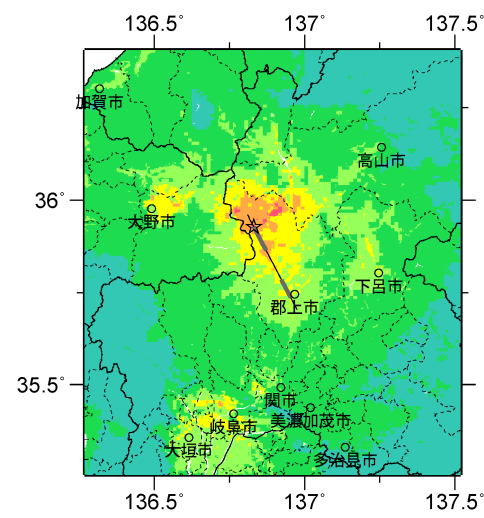 136.5° 137° 137.5°
加賀市
高山市
36°
大野市
下呂市
郡上市
35.5°
関市
美濃加茂市
岐阜市
大垣市
多治見市
136.5° 137° 137.5°